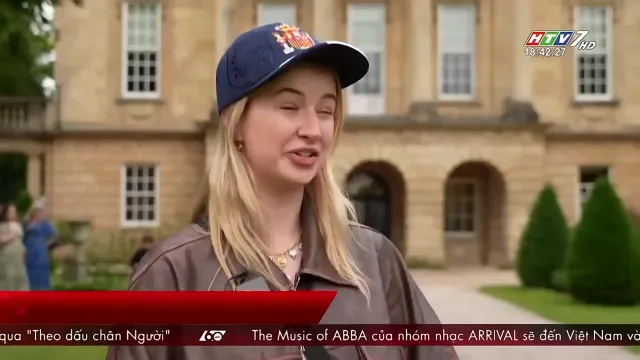 HTV7 HD
18:42:27
qua "Theo dấu chân Người" 60 The Music of ABBA của nhóm nhạc ARRIVAL sẽ đến Việt Nam và